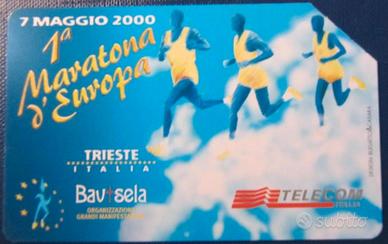 7 MAGGIO 2000
1a Maratona
d'Europa
TRIESTE
ITALIA
Bavisela
ORGANIZZAZIONE
GRANDI MANIFESTAZIONI
TELECOM
ITALIA
subito